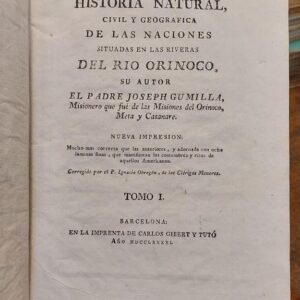 HISTORIA NATURAL,
CIVIL Y GEOGRAFICA
DE LAS NACIONES
SITUADAS EN LAS RIVERAS
DEL RIO ORINOCO,
SU AUTOR
EL PADRE JOSEPH GUMILLA,
Misionero que fué de las Misiones del Orinoco,
Meta y Casanare.
NUEVA IMPRESION:
Mucho mas correcta que las anteriores, y adornada con ocho
láminas finas, que manifiestan las costumbres y ritos de
aquellos Americanos.
Corregido por el P. Ignacio Obregón, de los Clérigos Menores.
TOMO I.
BARCELONA:
EN LA IMPRENTA DE CARLOS GIBERT Y TUTÓ
AÑO MDCCLXXXXI.